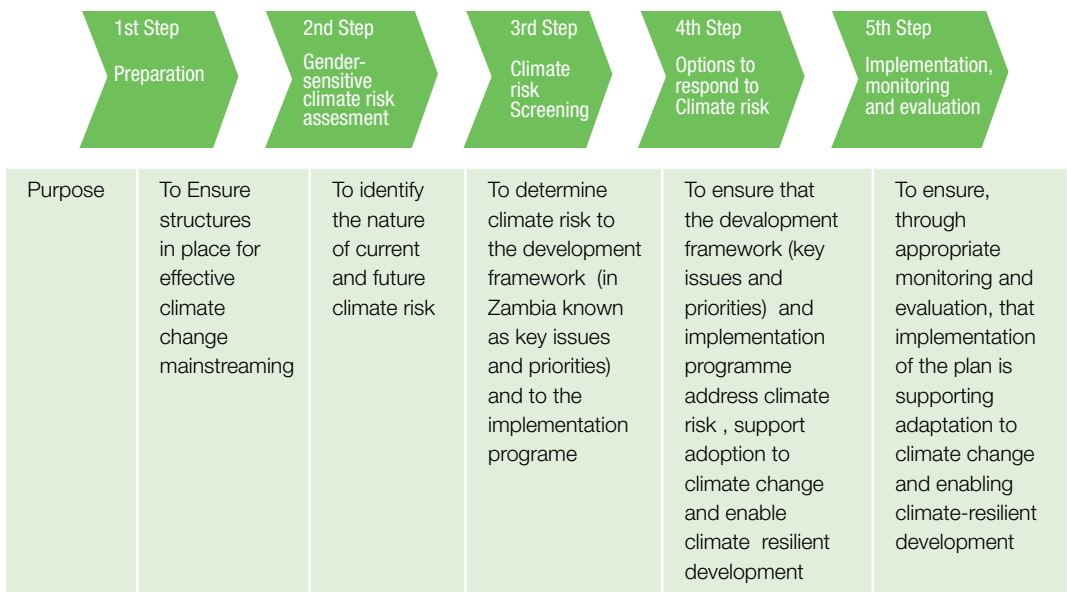 1st Step
Preparation
2nd Step
Gender-
sensitive
climate risk
assesment
3rd Step
Climate
risk
Screening
4th Step
Options to
respond to
Climate risk
5th Step
Implementation,
monitoring
and evaluation
Purpose
To Ensure
structures
in place for
effective
climate
change
mainstreaming
To identify
the nature
of current
and future
climate risk
To determine
climate risk to
the development
framework (in
Zambia known
as key issues
and priorities)
and to the
implementation
programe
To ensure that
the devalopment
framework (key
issues and
priorities) and
implementation
programme
address climate
risk , support
adoption to
climate change
and enable
climate resilient
development
To ensure,
through
appropriate
monitoring and
evaluation, that
implementation
of the plan is
supporting
adaptation to
climate change
and enabling
climate-resilient
development